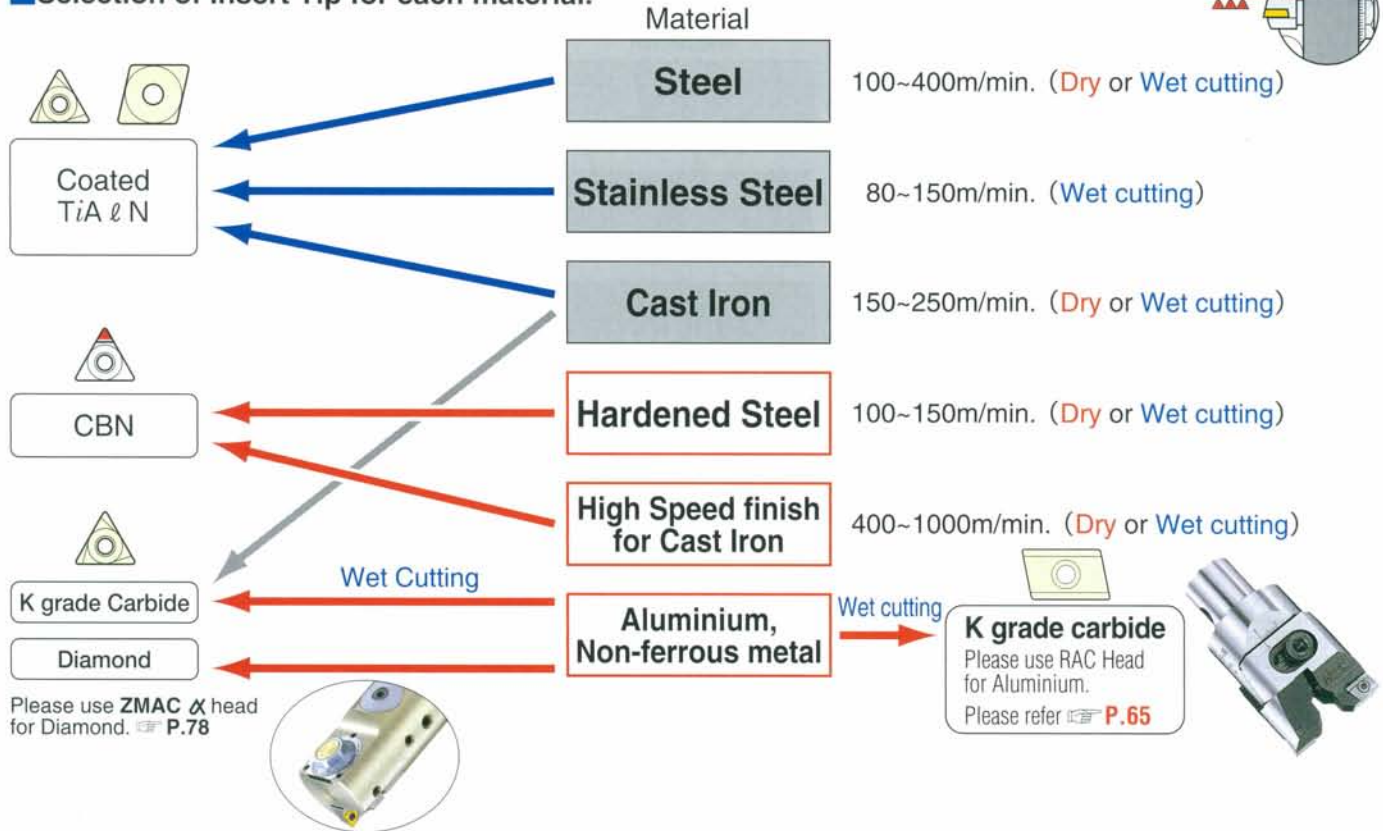 ■Selection of Insert Tip for each material.
Material
Steel
100~400m/min. (Dry or Wet cutting)
Coated
TiAℓN
Stainless Steel
80~150m/min. (Wet cutting)
Cast Iron
150~250m/min. (Dry or Wet cutting)
CBN
Hardened Steel
100~150m/min. (Dry or Wet cutting)
High Speed finish
for Cast Iron
400~1000m/min. (Dry or Wet cutting)
K grade Carbide
Wet Cutting
Diamond
Please use ZMAC α head
for Diamond. ☞ P.78
Aluminium,
Non-ferrous metal
Wet cutting
K grade carbide
Please use RAC Head
for Aluminium.
Please refer ☞ P.65